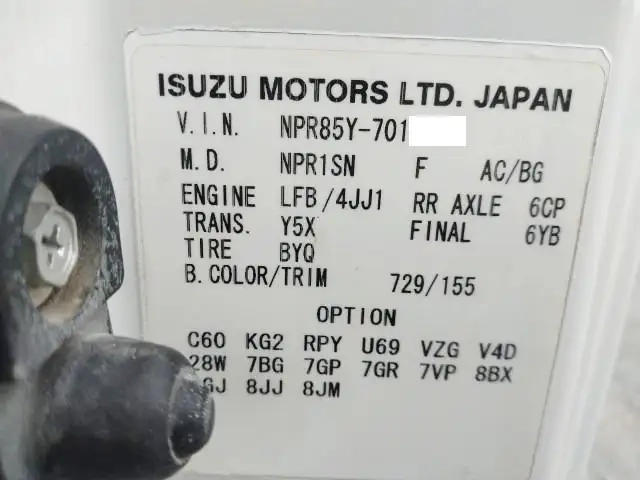 ISUZU MOTORS LTD. JAPAN
V.I.N. NPR85Y-701
M.D. NPR1SN F AC/BG
ENGINE LFB/4JJ1 RR AXLE 6CP
TRANS. Y5X FINAL 6YB
TIRE BYQ
B.COLOR/TRIM 729/155
OPTION
C60 KG2 RPY U69 VZG V4D
28W 7BG 7GP 7GR 7VP 8BX
8JJ 8JM